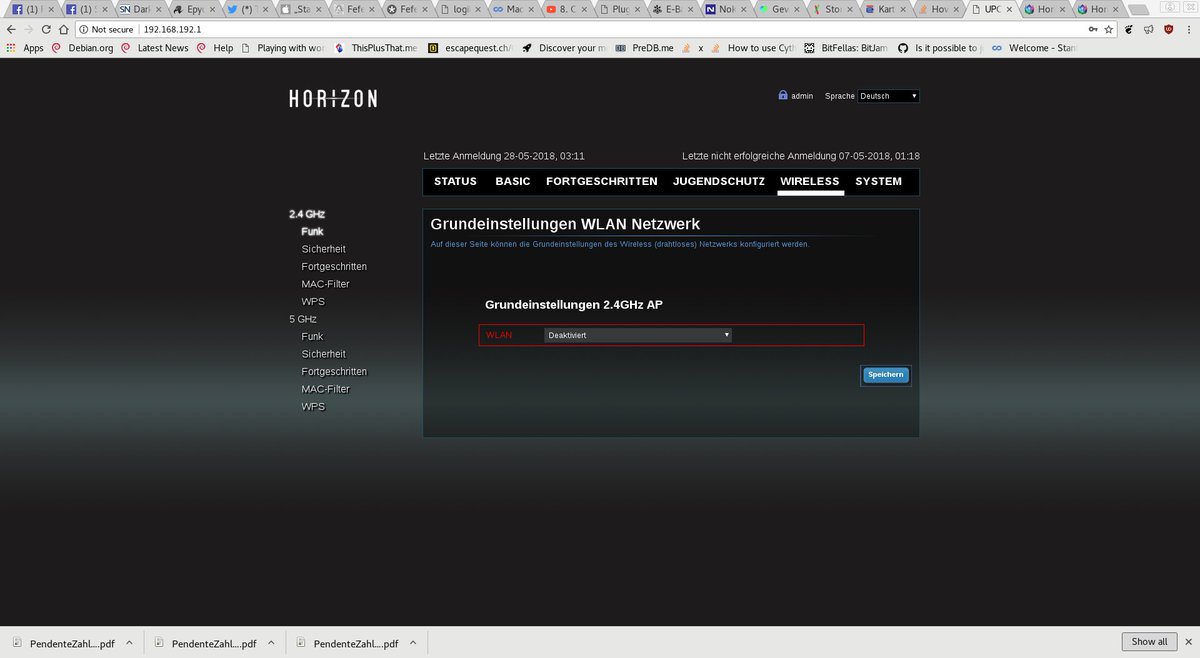 (1) (1) SN Dark Epyc (*) T „Sta Fefe Fefe logi Mac 8. C Plug E-Ba Nok Gev Stor Kart How UPC Hor Hor
Not secure 192.168.192.1
Apps Debian.org Latest News Help Playing with wor ThisPlusThat.me escapequest.ch/ Discover your m PreDB.me x How to use Cyth BitFellas: BitJam Is it possible to Welcome - Stan
HORIZON
admin Sprache Deutsch
Letzte Anmeldung 28-05-2018, 03:11 Letzte nicht erfolgreiche Anmeldung 07-05-2018, 01:18
STATUS BASIC FORTGESCHRITTEN JUGENDSCHUTZ WIRELESS SYSTEM
2.4 GHz
Funk
Sicherheit
Fortgeschritten
MAC-Filter
WPS
5 GHz
Funk
Sicherheit
Fortgeschritten
MAC-Filter
WPS
Grundeinstellungen WLAN Netzwerk
Auf dieser Seite können die Grundeinstellungen des Wireless (drahtloses) Netzwerks konfiguriert werden.
Grundeinstellungen 2.4GHz AP
WLAN Deaktiviert
Speichern
PendenteZahl....pdf PendenteZahl....pdf PendenteZahl....pdf Show all